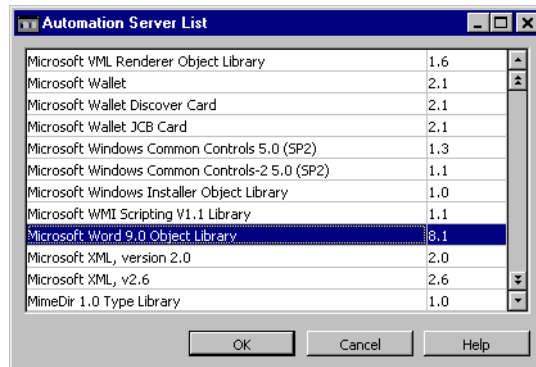 Automation Server List
Microsoft VML Renderer Object Library 1.6
Microsoft Wallet 2.1
Microsoft Wallet Discover Card 2.1
Microsoft Wallet JCB Card 2.1
Microsoft Windows Common Controls 5.0 (SP2) 1.3
Microsoft Windows Common Controls-2 5.0 (SP2) 1.1
Microsoft Windows Installer Object Library 1.0
Microsoft WMI Scripting V1.1 Library 1.1
Microsoft Word 9.0 Object Library 8.1
Microsoft XML, version 2.0 2.0
Microsoft XML, v2.6 2.6
MimeDir 1.0 Type Library 1.0
OK Cancel Help